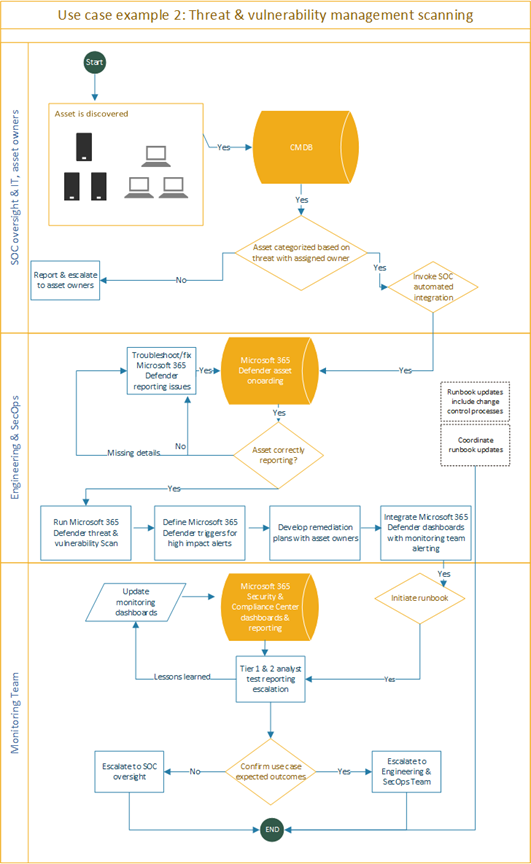 Use case example 2: Threat & vulnerability management scanning
SOC oversight & IT, asset owners
Start
Asset is discovered
Yes
CMDB
Yes
Asset categorized based on
threat with assigned owner
No
Report & escalate
to asset owners
Yes
Invoke SOC
automated
integration
Engineering & SecOps
Troubleshoot/fix
Microsoft 365
Defender
reporting issues
Yes
Microsoft 365
Defender asset
onboarding
Yes
Runbook updates
include change
control processes
Coordinate
runbook updates
Yes
No
Missing details
Asset correctly
reporting?
Yes
Run Microsoft 365
Defender threat &
vulnerability Scan
Define Microsoft 365
Defender triggers for
high impact alerts
Develop remediation
plans with asset owners
Integrate Microsoft 365
Defender dashboards
with monitoring team
alerting
Yes
Monitoring Team
Update
monitoring
dashboards
Microsoft 365
Security &
Compliance Center
dashboards &
reporting
Initiate runbook
Lessons learned
Tier 1 & 2 analyst
test reporting
escalation
Yes
Escalate to SOC
oversight
No
Confirm use case
expected outcomes
Yes
Escalate to
Engineering &
SecOps Team
END